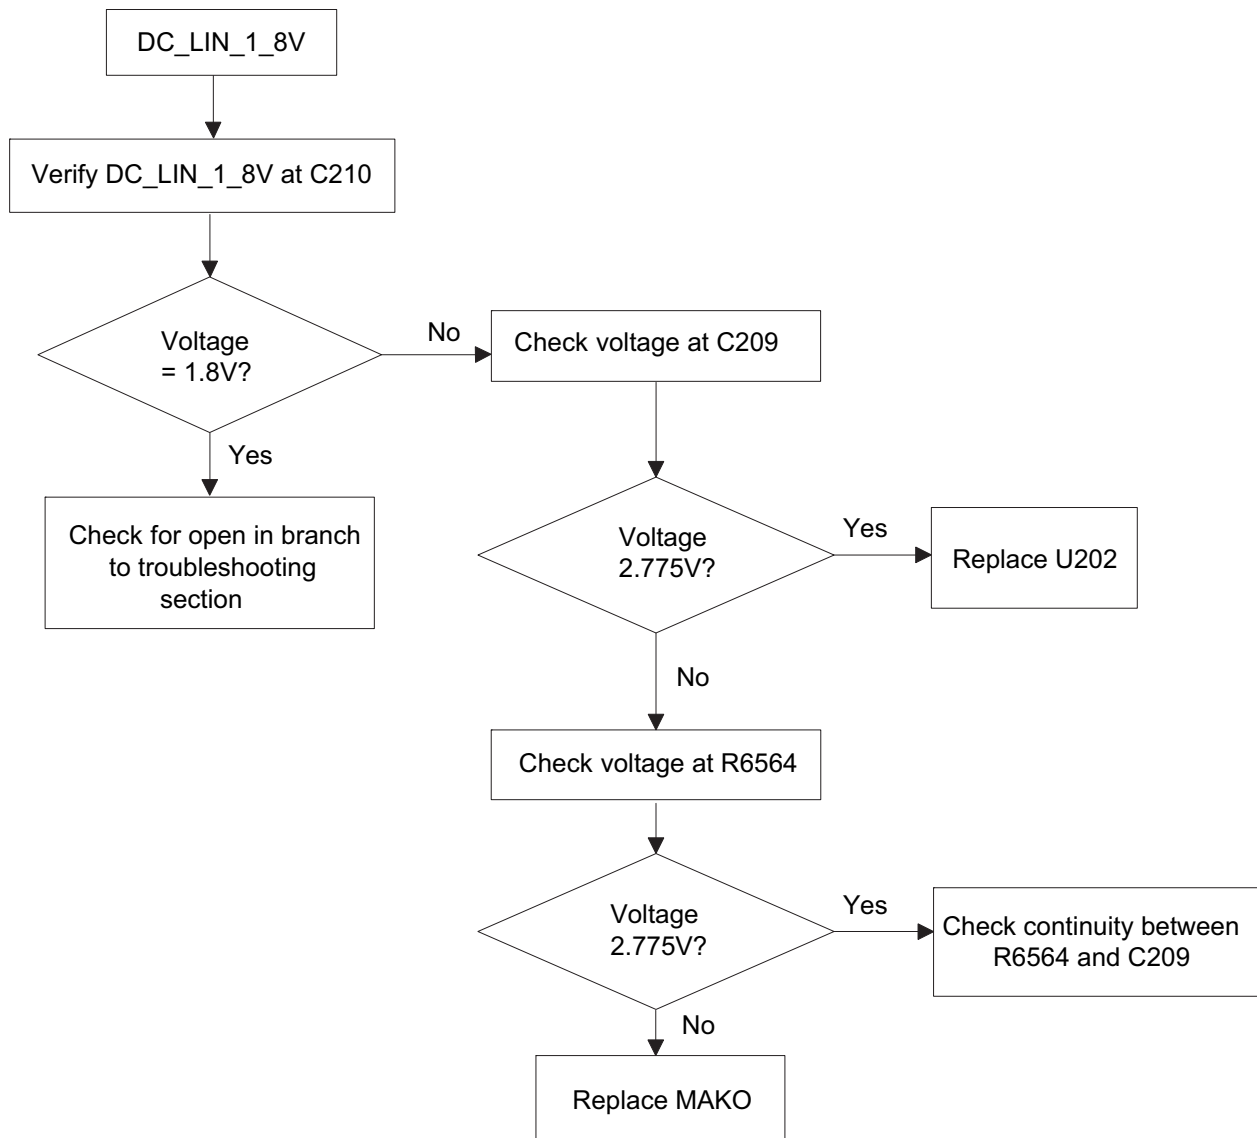 DC_LIN_1_8V
Verify DC_LIN_1_8V at C210
Voltage
= 1.8V?
No
Check voltage at C209
Yes
Check for open in branch
to troubleshooting
section
Voltage
2.775V?
Yes
Replace U202
No
Check voltage at R6564
Voltage
2.775V?
Yes
Check continuity between
R6564 and C209
No
Replace MAKO